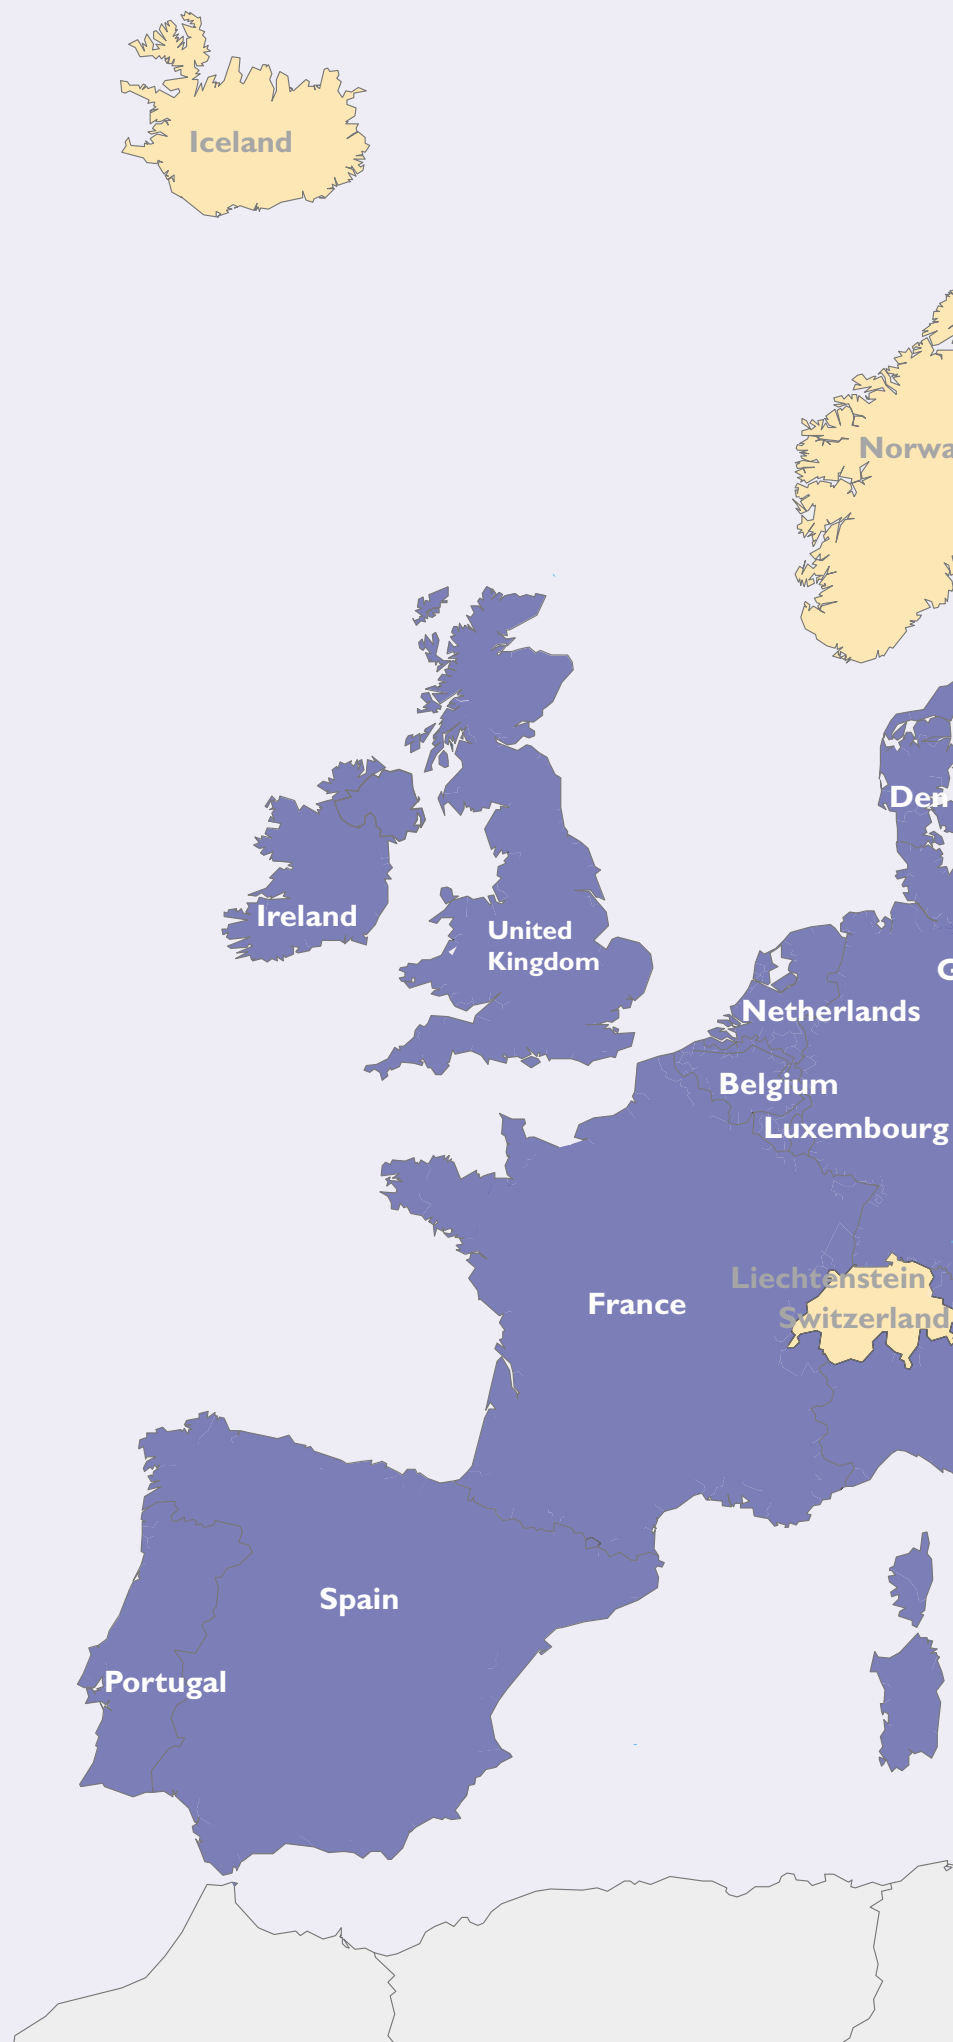 Iceland
Norwa
Den
Ireland
United
Kingdom
G
Netherlands
Belgium
Luxembourg
Liechtenstein
France
Switzerland
Spain
Portugal